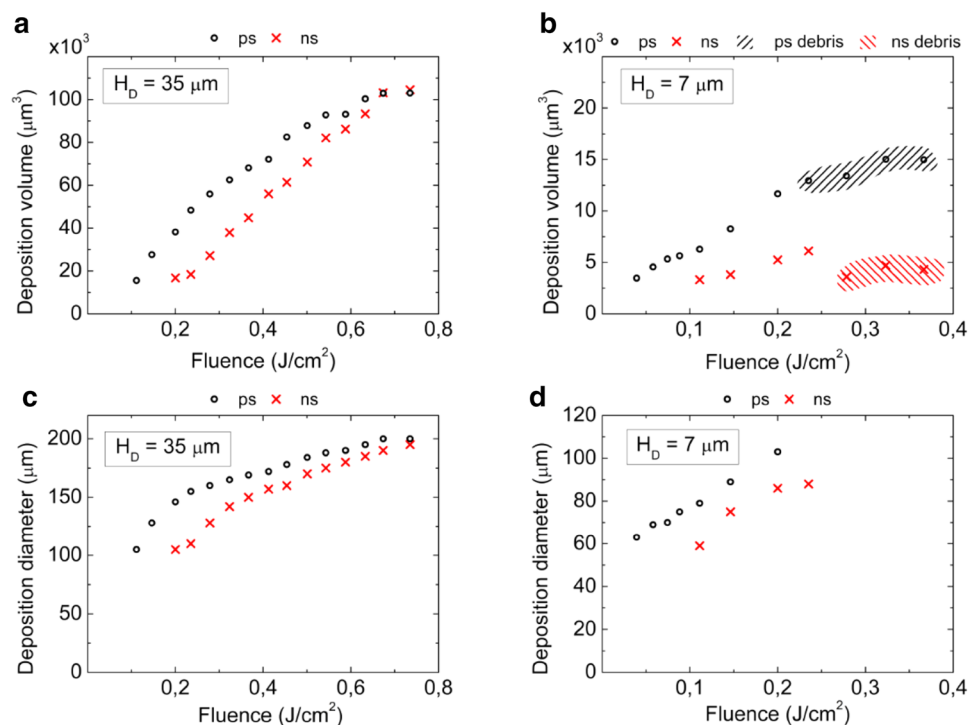 a
ps ns
x10³
H_D = 35 μm
Deposition volume (μm³)
120
100
80
60
40
20
0
0,2 0,4 0,6 0,8
Fluence (J/cm²)
b
ps ns ps debris ns debris
x10³
H_D = 7 μm
Deposition volume (μm³)
25
20
15
10
5
0
0,1 0,2 0,3 0,4
Fluence (J/cm²)
c
ps ns
H_D = 35 μm
Deposition diameter (μm)
200
150
100
50
0
0,2 0,4 0,6 0,8
Fluence (J/cm²)
d
ps ns
H_D = 7 μm
Deposition diameter (μm)
120
100
80
60
40
20
0
0,1 0,2 0,3 0,4
Fluence (J/cm²)